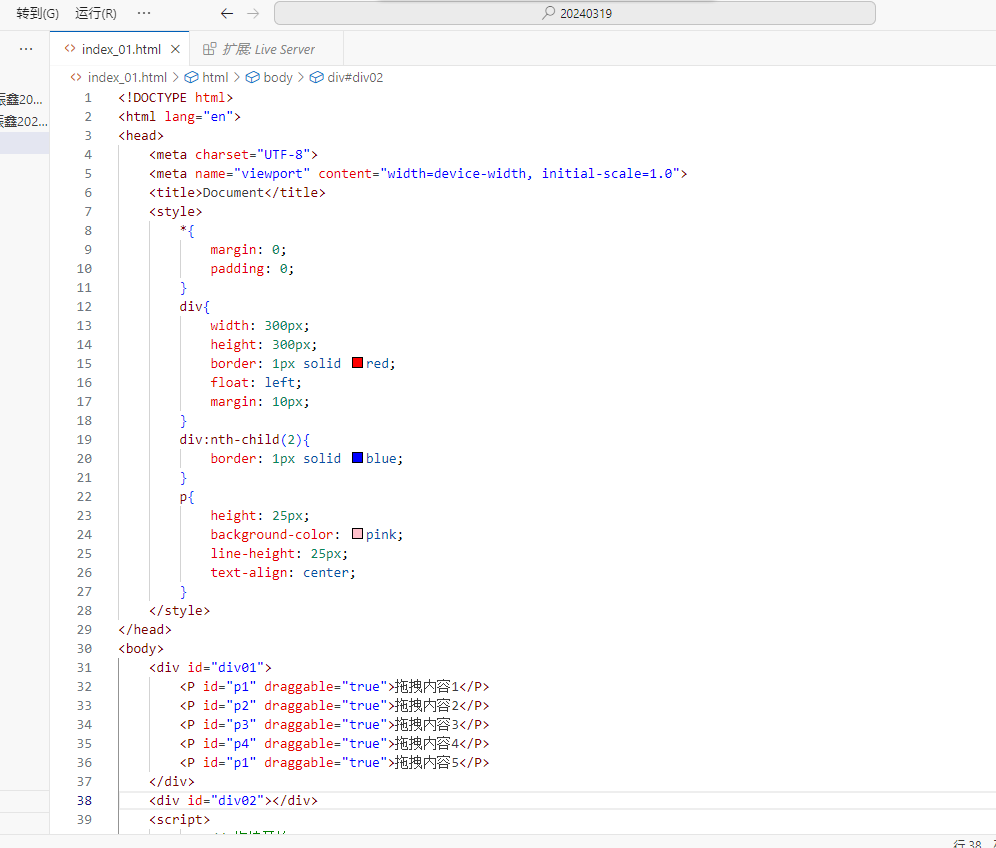 转到(G) 运行(R) ··· ← → 20240319
··· <> index_01.html × 扩展: Live Server
<> index_01.html > html > body > div#div02
鑫20...
鑫202...
1 <!DOCTYPE html>
2 <html lang="en">
3 <head>
4 <meta charset="UTF-8">
5 <meta name="viewport" content="width=device-width, initial-scale=1.0">
6 <title>Document</title>
7 <style>
8 *{
9 margin: 0;
10 padding: 0;
11 }
12 div{
13 width: 300px;
14 height: 300px;
15 border: 1px solid red;
16 float: left;
17 margin: 10px;
18 }
19 div:nth-child(2){
20 border: 1px solid blue;
21 }
22 p{
23 height: 25px;
24 background-color: pink;
25 line-height: 25px;
26 text-align: center;
27 }
28 </style>
29 </head>
30 <body>
31 <div id="div01">
32 <P id="p1" draggable="true">拖拽内容1</P>
33 <P id="p2" draggable="true">拖拽内容2</P>
34 <P id="p3" draggable="true">拖拽内容3</P>
35 <P id="p4" draggable="true">拖拽内容4</P>
36 <P id="p1" draggable="true">拖拽内容5</P>
37 </div>
38 <div id="div02"></div>
39 <script>
行 38